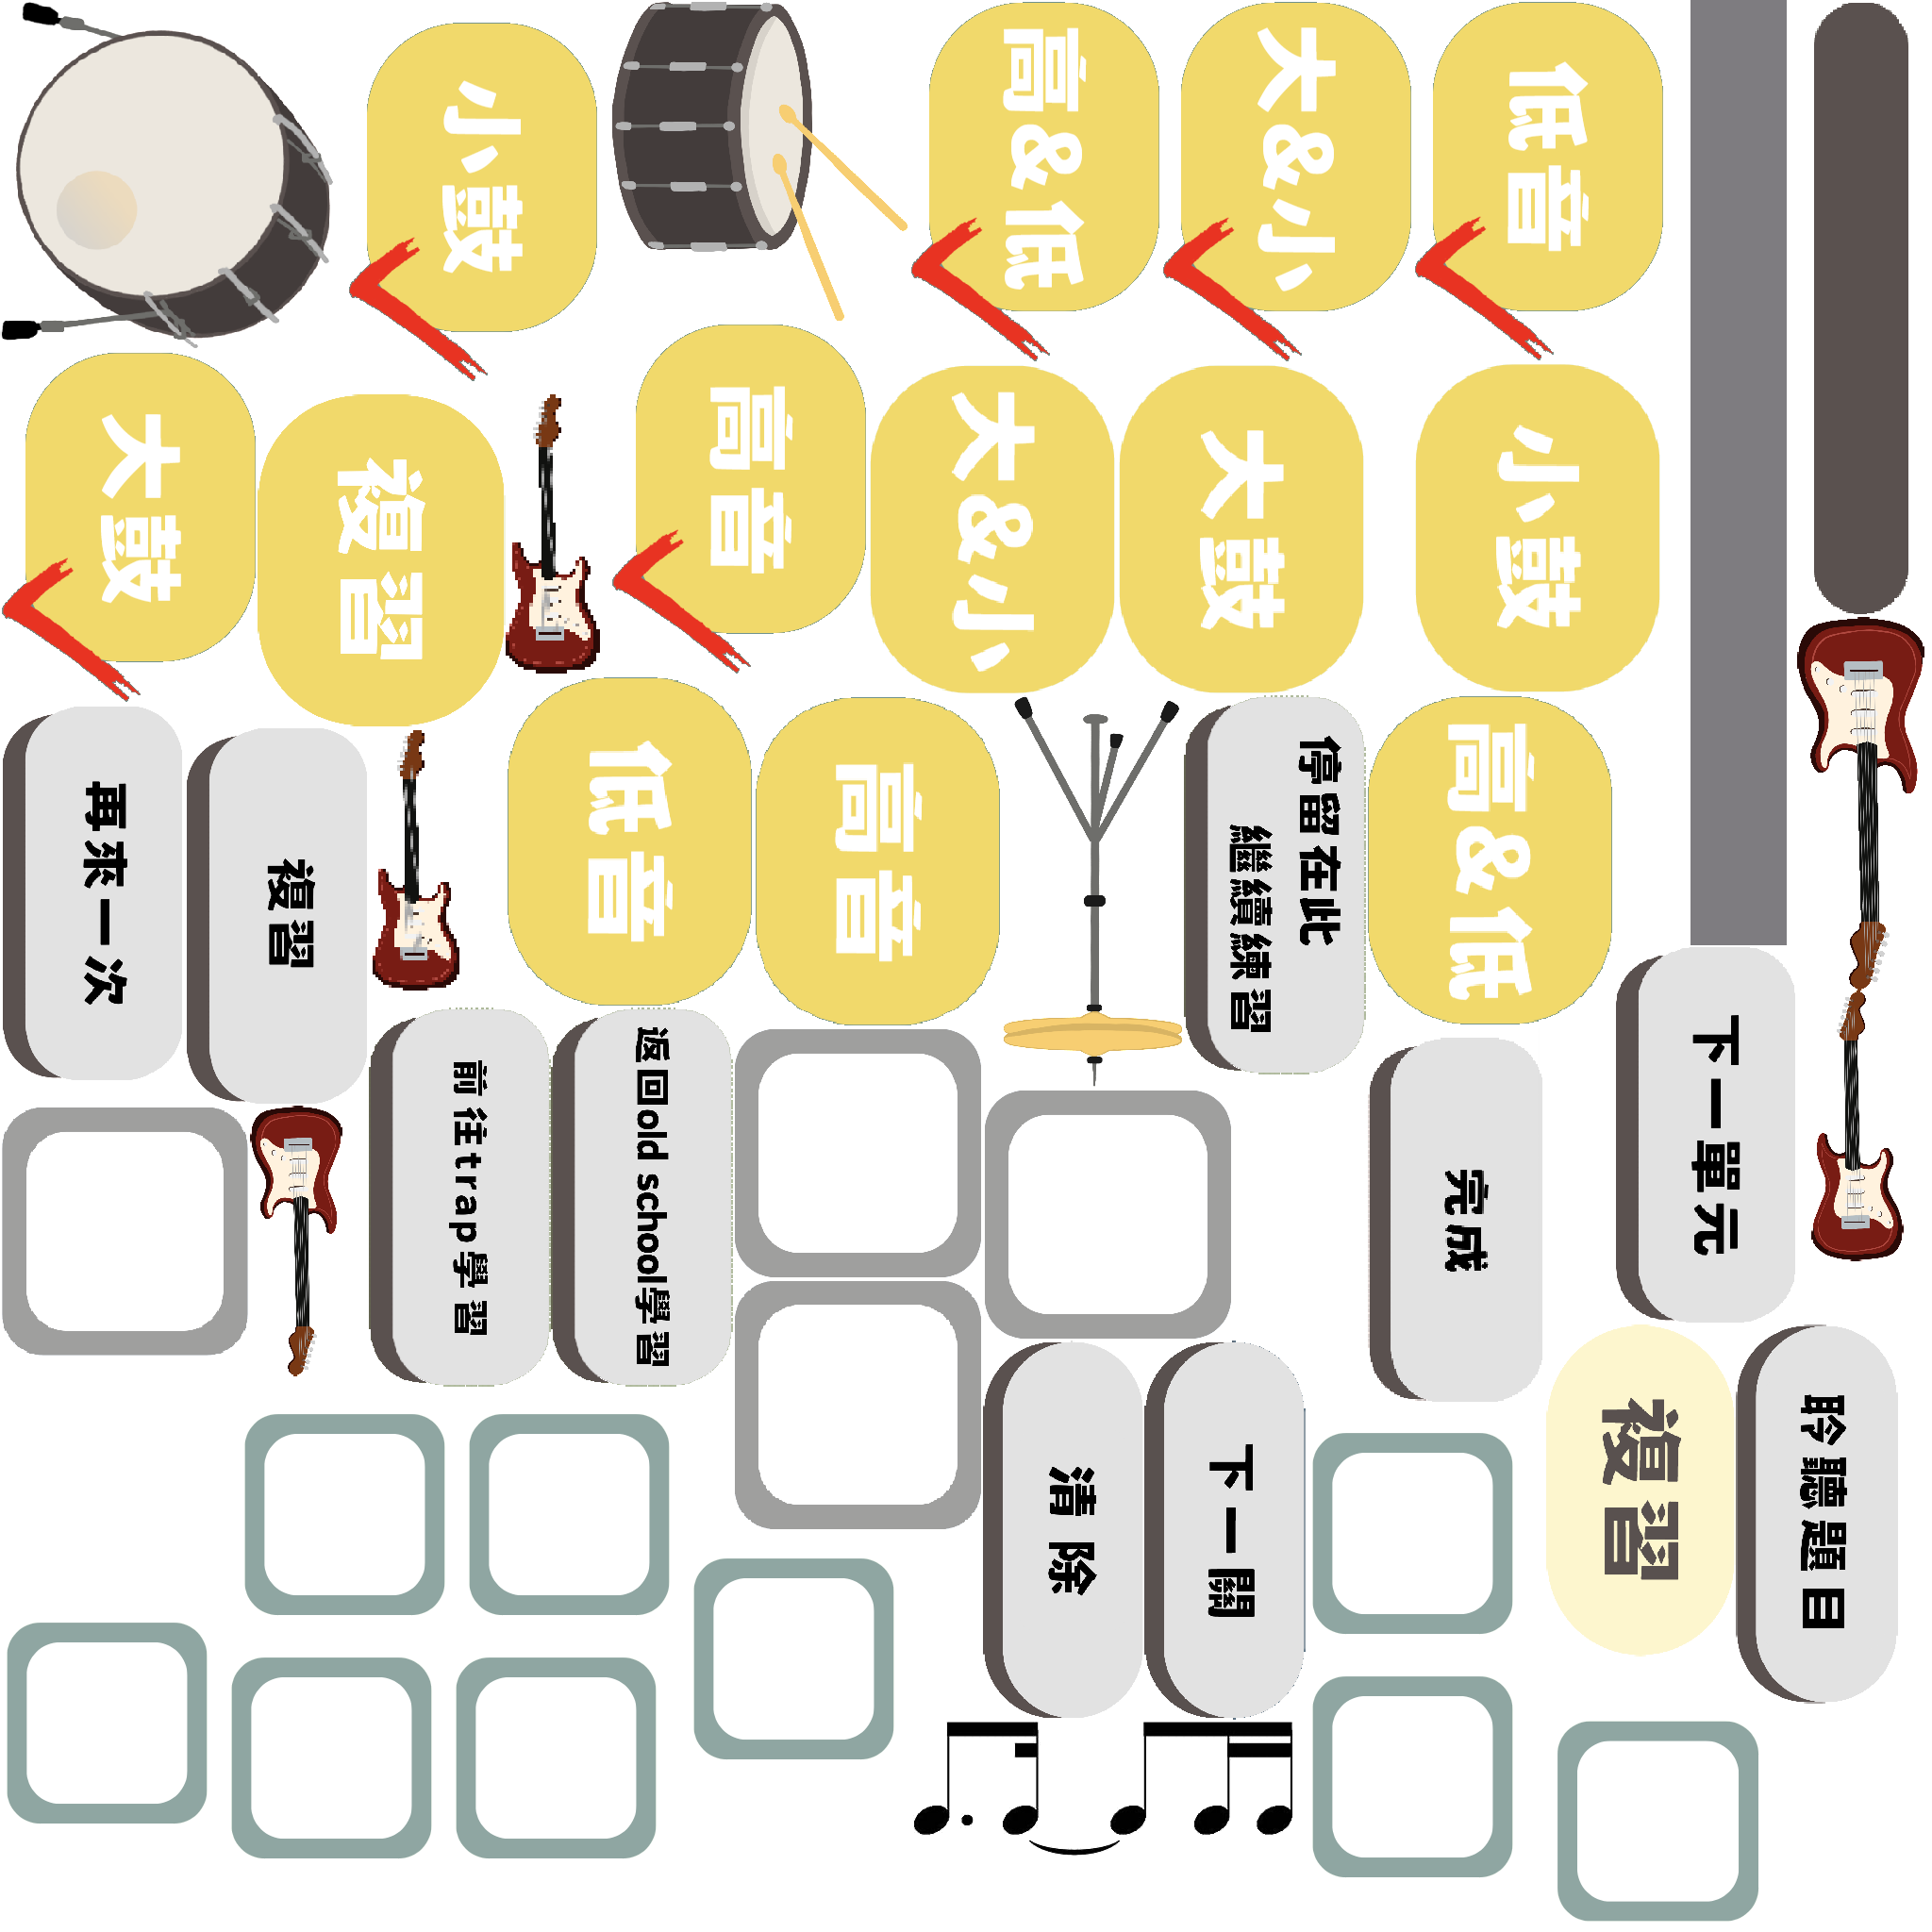 小鼓
高&低
大&小
低音
大鼓
複習
高音
大&小
大鼓
小鼓
再來一次
複習
低音
高音
停留在此
繼續練習
高&低
前往trap學習
返回old school學習
完成
下一單元
清除
下一關
複習
聆聽題目